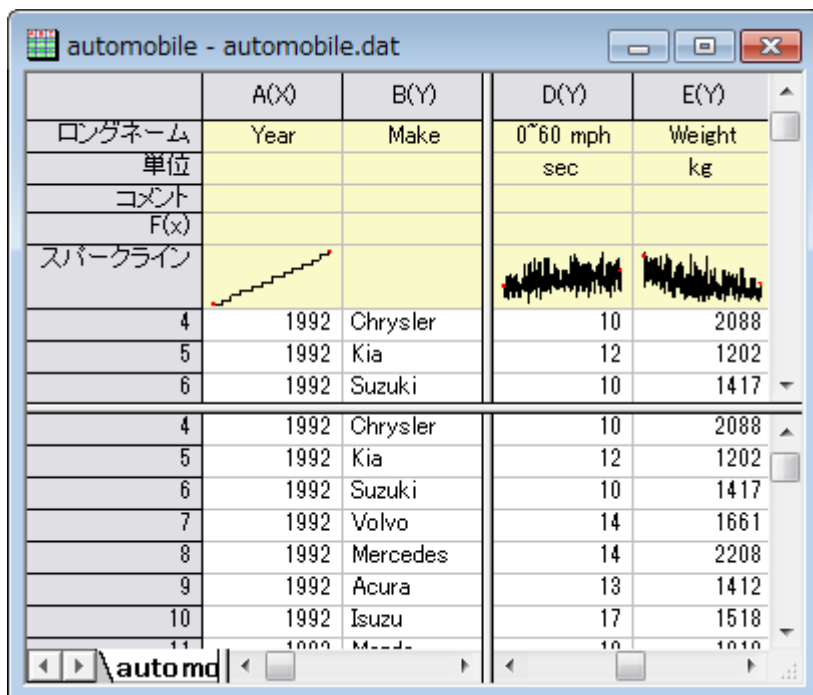 automobile - automobile.dat
A(X) B(Y) D(Y) E(Y)
ロングネーム Year Make 0~60 mph Weight
単位 sec kg
コメント
F(x)
スパークライン
4 1992 Chrysler 10 2088
5 1992 Kia 12 1202
6 1992 Suzuki 10 1417
4 1992 Chrysler 10 2088
5 1992 Kia 12 1202
6 1992 Suzuki 10 1417
7 1992 Volvo 14 1661
8 1992 Mercedes 14 2208
9 1992 Acura 13 1412
10 1992 Isuzu 17 1518
11 1992
automo